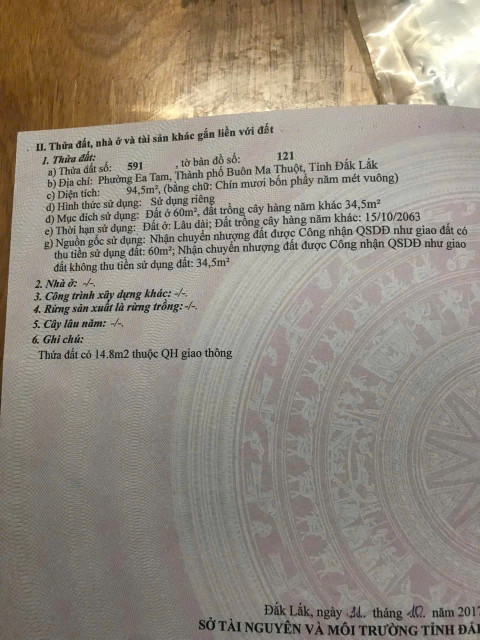 II. Thửa đất, nhà ở và tài sản khác gắn liền với đất
1. Thửa đất:
a) Thửa đất số: 591 , tờ bản đồ số: 121
b) Địa chỉ: Phường Ea Tam, Thành phố Buôn Ma Thuột, Tỉnh Đắk Lắk
c) Diện tích: 94,5m², (bằng chữ: Chín mươi bốn phẩy năm mét vuông)
d) Hình thức sử dụng: Sử dụng riêng
đ) Mục đích sử dụng: Đất ở 60m², đất trồng cây hàng năm khác 34,5m²
e) Thời hạn sử dụng: Đất ở: Lâu dài; Đất trồng cây hàng năm khác: 15/10/2063
g) Nguồn gốc sử dụng: Nhận chuyển nhượng đất được Công nhận QSDĐ như giao đất có
thu tiền sử dụng đất: 60m²; Nhận chuyển nhượng đất được Công nhận QSDĐ như giao
đất không thu tiền sử dụng đất: 34,5m²
2. Nhà ở: -/-.
3. Công trình xây dựng khác: -/-.
4. Rừng sản xuất là rừng trồng: -/-.
5. Cây lâu năm: -/-.
6. Ghi chú:
Thửa đất có 14.8m2 thuộc QH giao thông
Đắk Lắk, ngày tháng năm 2017
SỞ TÀI NGUYÊN VÀ MÔI TRƯỜNG TỈNH